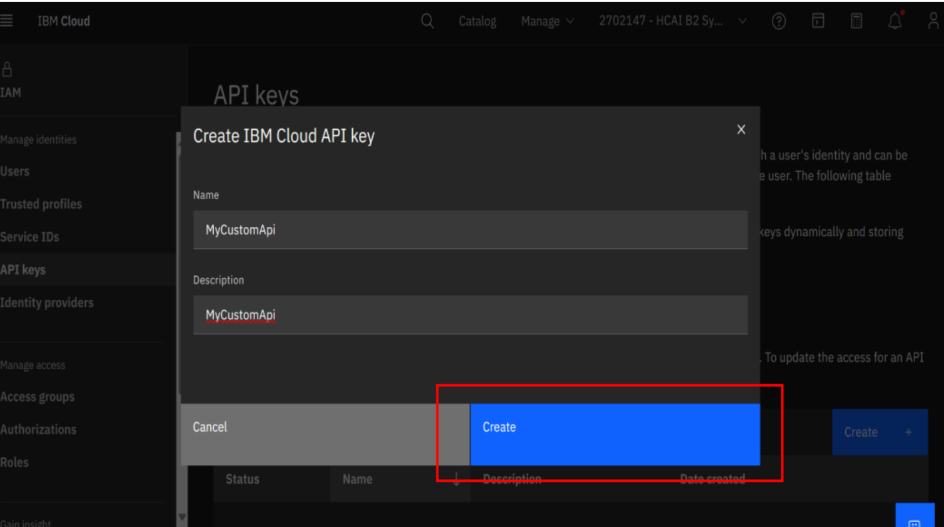 IBM Cloud
Catalog
Manage
2702147 - HCAI B2 Sy...
IAM
API keys
Create IBM Cloud API key
X
Manage identities
h a user's identity and can be
Users
e user. The following table
Name
Trusted profiles
MyCustomApi
Service IDs
keys dynamically and storing
API keys
Description
Identity providers
MyCustomApi
Manage access
. To update the access for an API
Access groups
Cancel
Create
Authorizations
Create +
Roles
Status
Name
Description
Date created
Gain insight